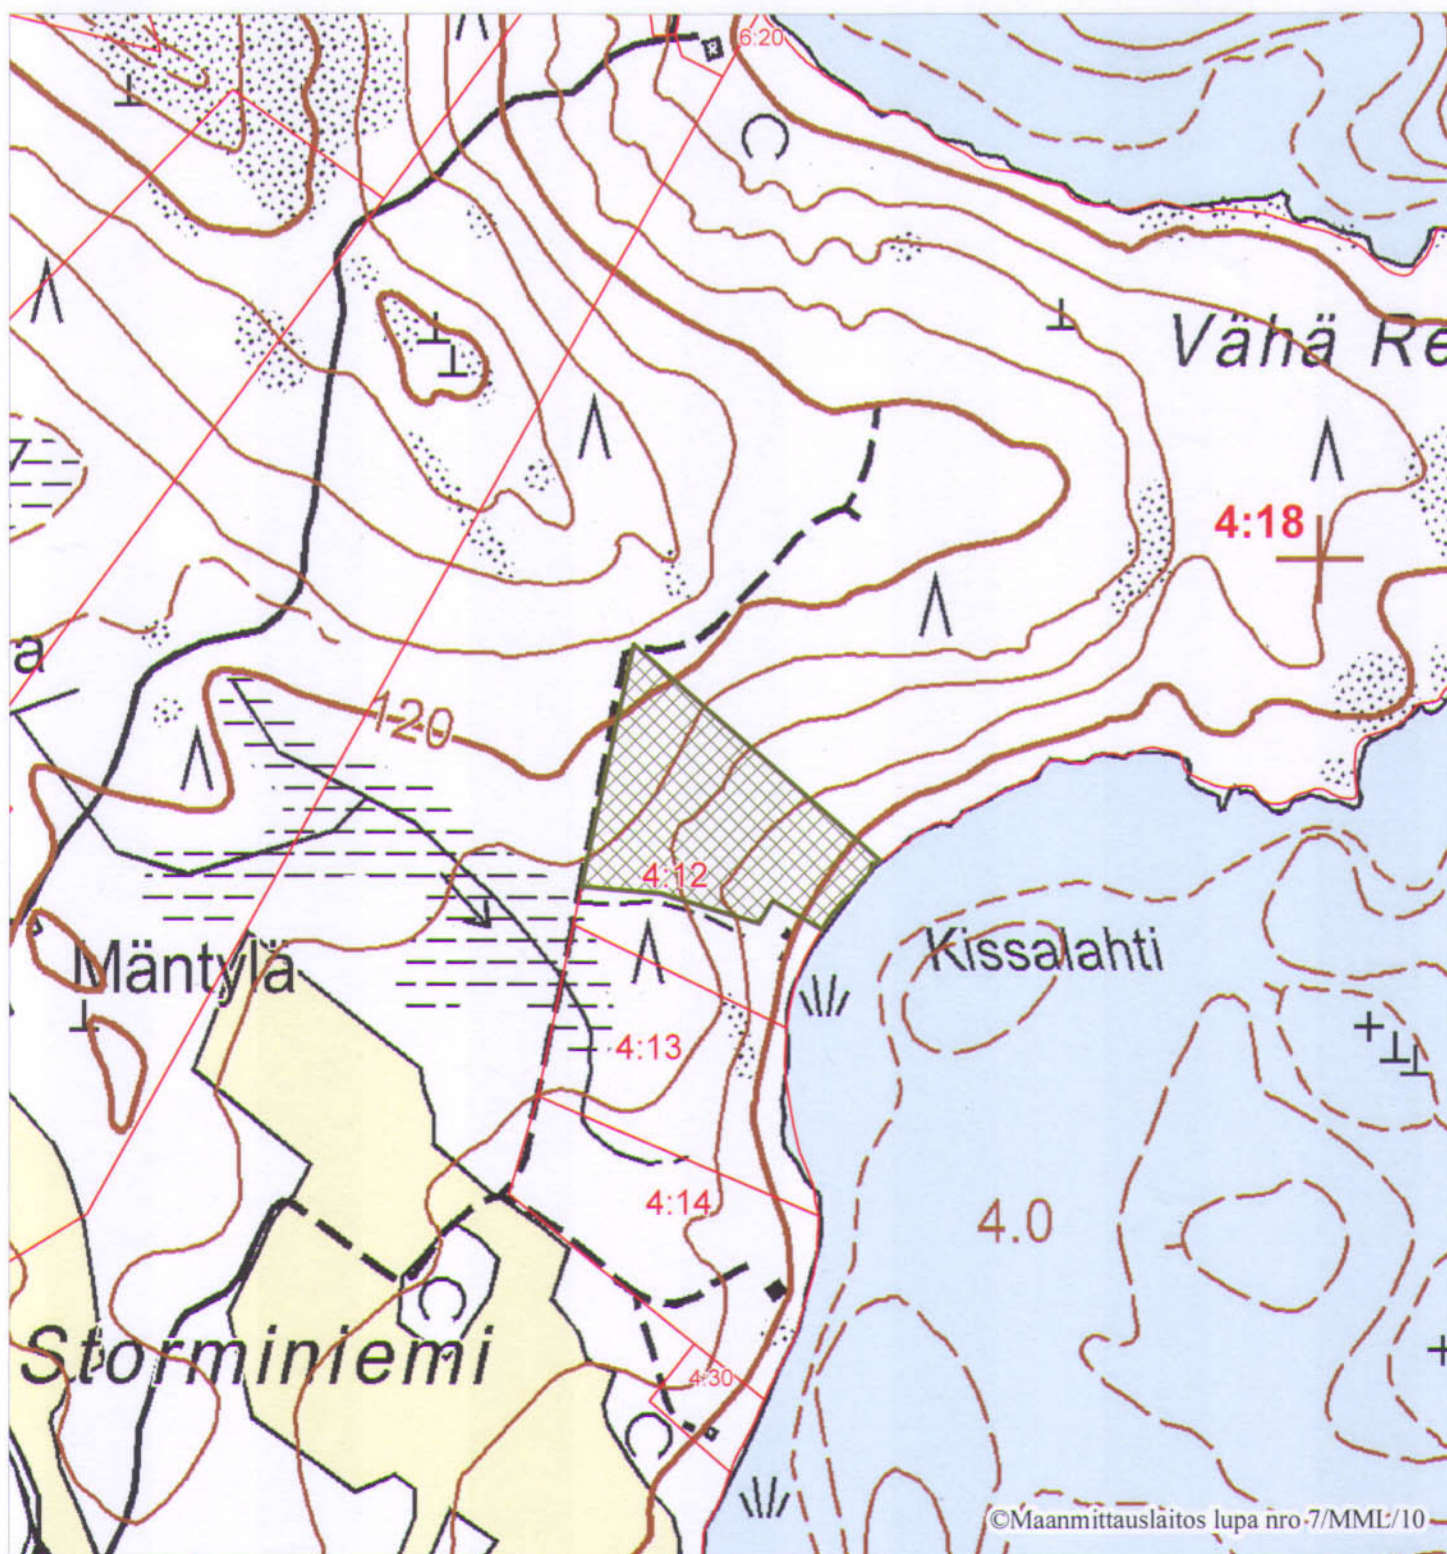 6:20
Vähä Re
4:18
a
120
4:12
Mäntylä
Kissalahti
4:13
4:14
4.0
Storminiemi
4:30
©Maanmittauslaitos lupa nro 7/MML/10